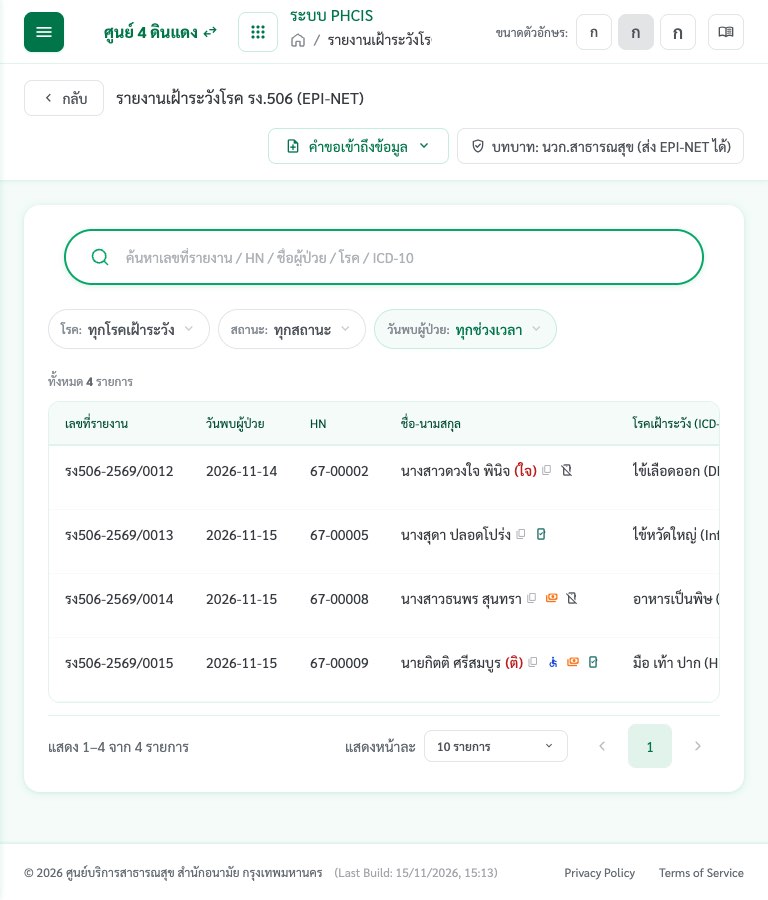 ศูนย์ 4 ดินแดง
ระบบ PHCIS
/ รายงานเฝ้าระวังโร
ขนาดตัวอักษร: ก ก ก
กลับ
รายงานเฝ้าระวังโรค รง.506 (EPI-NET)
คำขอเข้าถึงข้อมูล
บทบาท: นวก.สาธารณสุข (ส่ง EPI-NET ได้)
ค้นหาเลขที่รายงาน / HN / ชื่อผู้ป่วย / โรค / ICD-10
โรค: ทุกโรคเฝ้าระวัง
สถานะ: ทุกสถานะ
วันพบผู้ป่วย: ทุกช่วงเวลา
ทั้งหมด 4 รายการ
เลขที่รายงาน วันพบผู้ป่วย HN ชื่อ-นามสกุล โรคเฝ้าระวัง (ICD-
รง506-2569/0012 2026-11-14 67-00002 นางสาวดวงใจ พินิจ (ใจ) ไข้เลือดออก (D
รง506-2569/0013 2026-11-15 67-00005 นางสุดา ปลอดโปร่ง ไข้หวัดใหญ่ (Inf
รง506-2569/0014 2026-11-15 67-00008 นางสาวธนพร สุนทรา อาหารเป็นพิษ (
รง506-2569/0015 2026-11-15 67-00009 นายกิตติ ศรีสมบูร (ติ) มือ เท้า ปาก (H
แสดง 1–4 จาก 4 รายการ
แสดงหน้าละ 10 รายการ 1
© 2026 ศูนย์บริการสาธารณสุข สำนักอนามัย กรุงเทพมหานคร (Last Build: 15/11/2026, 15:13)
Privacy Policy Terms of Service